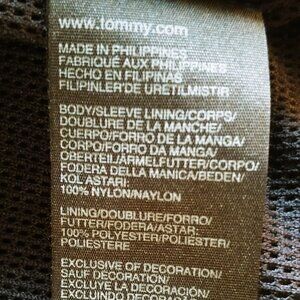 www.tommy.com
MADE IN PHILIPPINES
FABRIQUÉ AUX PHILIPPINES
HECHO EN FILIPINAS
FILIPINLER'DE ÜRETILMISTIR
BODY/SLEEVE LINING/CORPS/
DOUBLURE DE LA MANCHE/
CUERPO/FORRO DE LA MANGA/
CORPO/FORRO DA MANGA/
OBERTEIL/ÄRMELFUTTER/CORPO/
FODERA DELLA MANICA/BEDEN/
KOL ASTARI:
100% NYLON/NAYLON
LINING/DOUBLURE/FORRO/
FUTTER/FODERA/ASTAR:
100% POLYESTER/POLIESTER/
POLIESTERE
EXCLUSIVE OF DECORATION/
SAUF DECORATION/
EXCLUYE LA DECORACIÓN/
EXCLUINDO DECORA